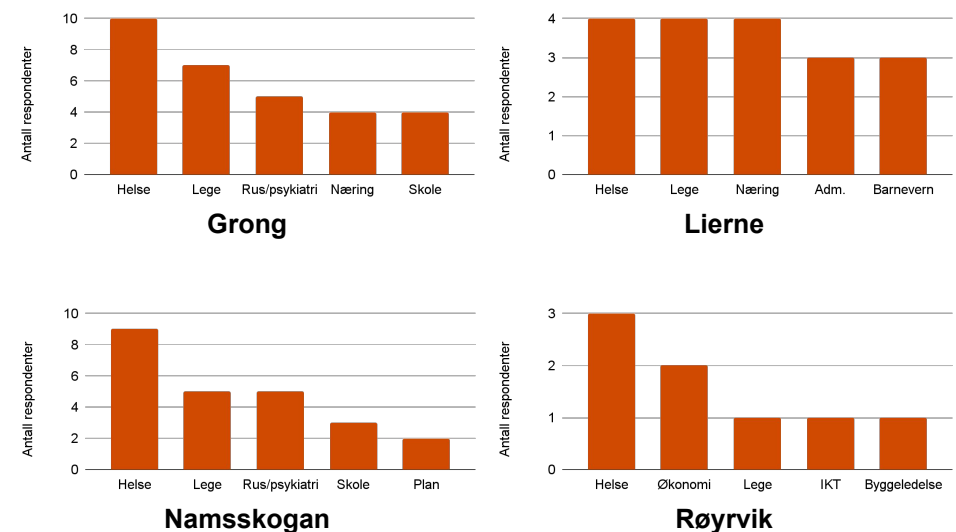 Antall respondenter
10
8
6
4
2
0
Helse Lege Rus/psykiatri Næring Skole
Grong
Antall respondenter
4
3
2
1
0
Helse Lege Næring Adm. Barnevern
Lierne
Antall respondenter
10
8
6
4
2
0
Helse Lege Rus/psykiatri Skole Plan
Namsskogan
Antall respondenter
3
2
1
0
Helse Økonomi Lege IKT Byggeledelse
Røyrvik